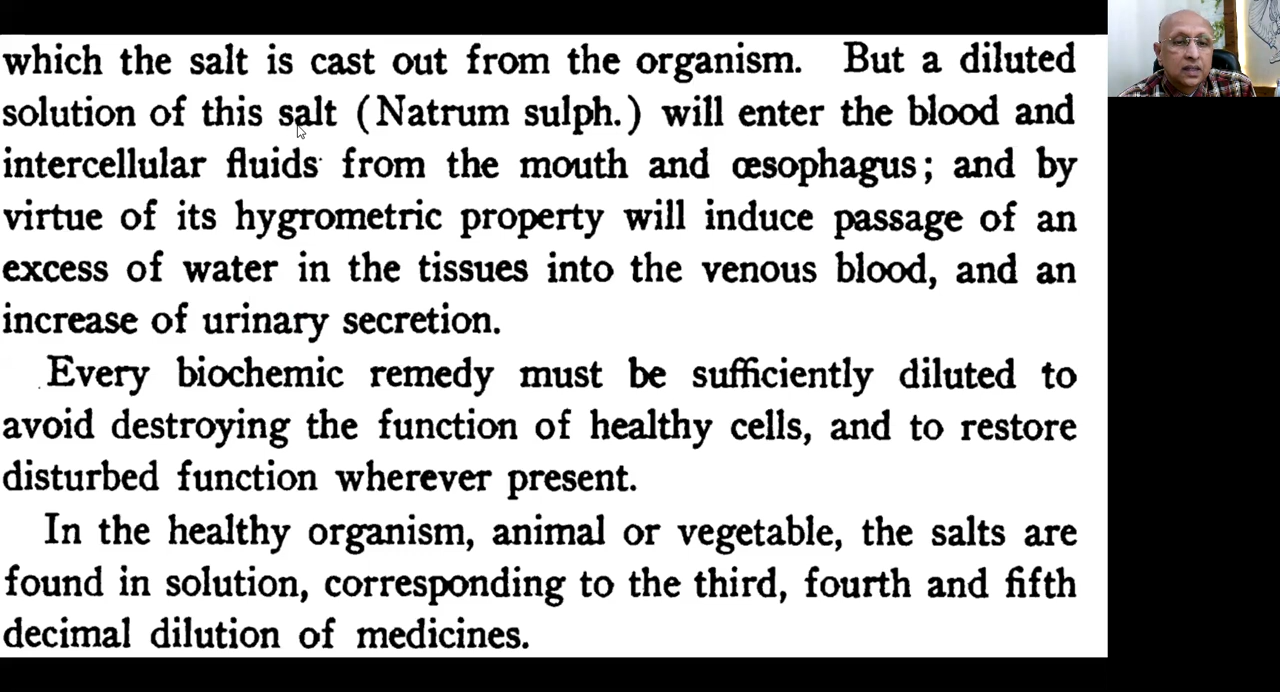 which the salt is cast out from the organism. But a diluted
solution of this salt (Natrum sulph.) will enter the blood and
intercellular fluids from the mouth and œsophagus; and by
virtue of its hygrometric property will induce passage of an
excess of water in the tissues into the venous blood, and an
increase of urinary secretion.
Every biochemic remedy must be sufficiently diluted to
avoid destroying the function of healthy cells, and to restore
disturbed function wherever present.
In the healthy organism, animal or vegetable, the salts are
found in solution, corresponding to the third, fourth and fifth
decimal dilution of medicines.